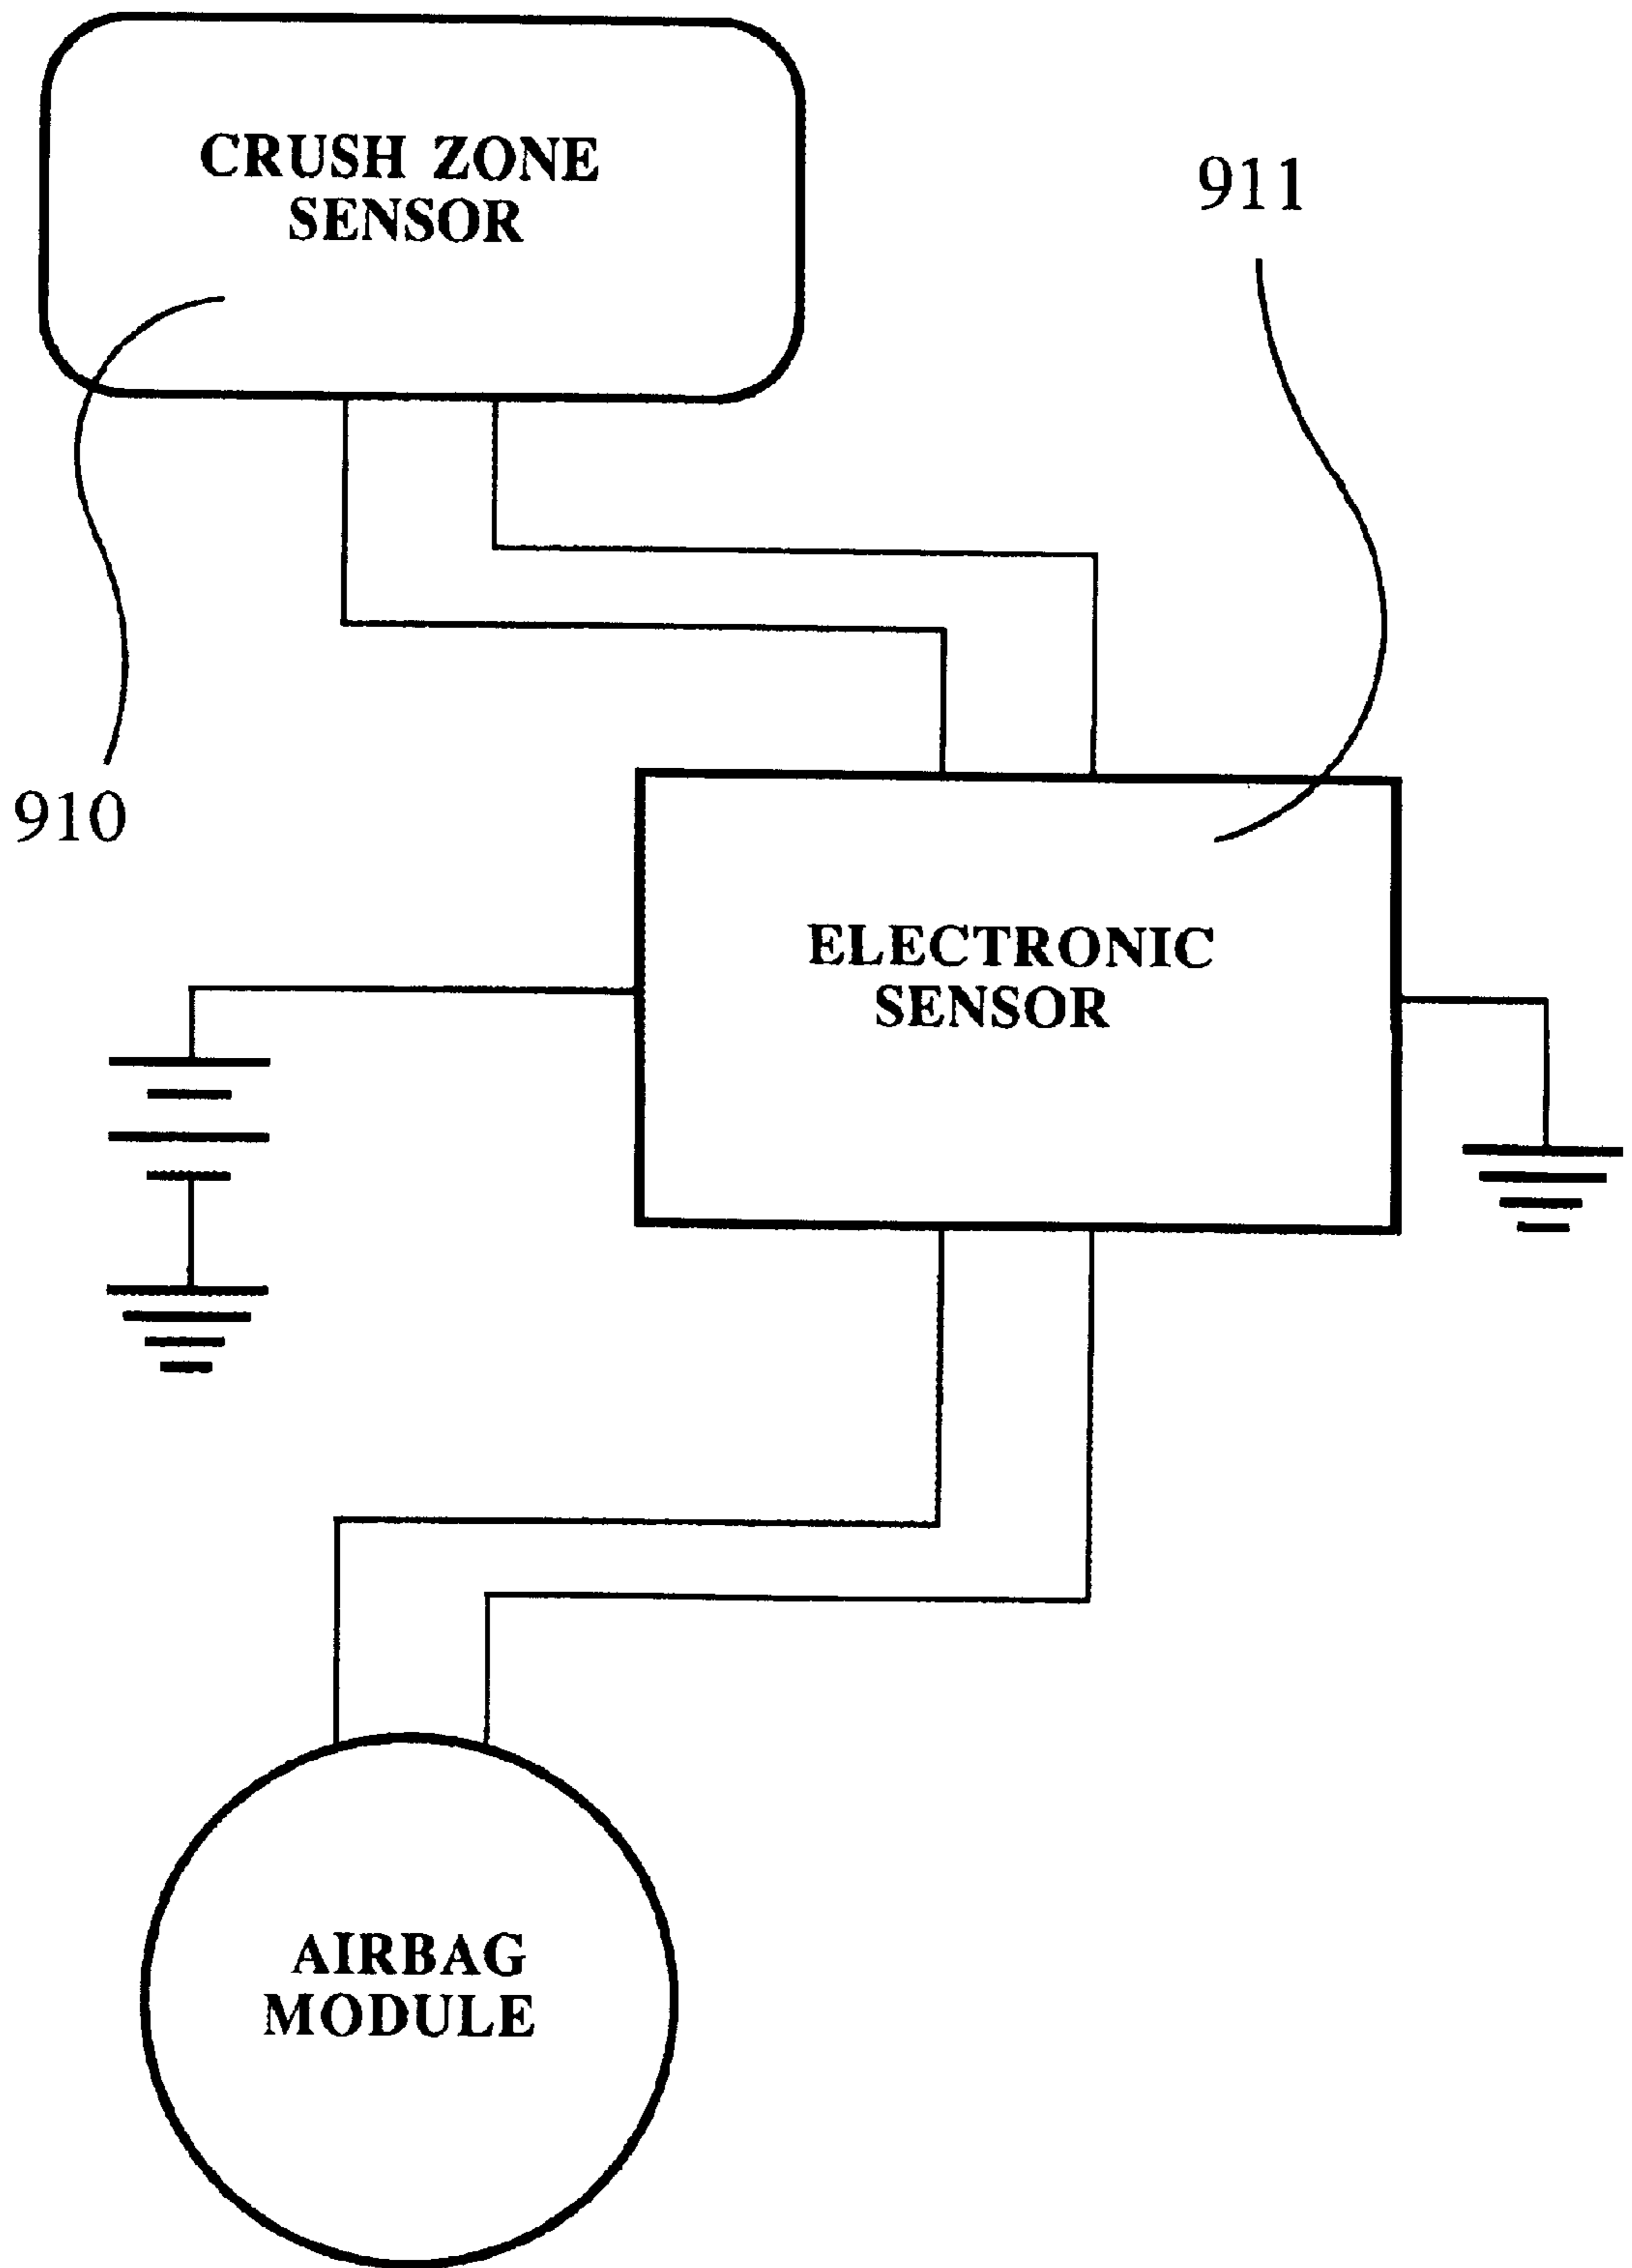 CRUSH ZONE
SENSOR
911
910
ELECTRONIC
SENSOR
AIRBAG
MODULE